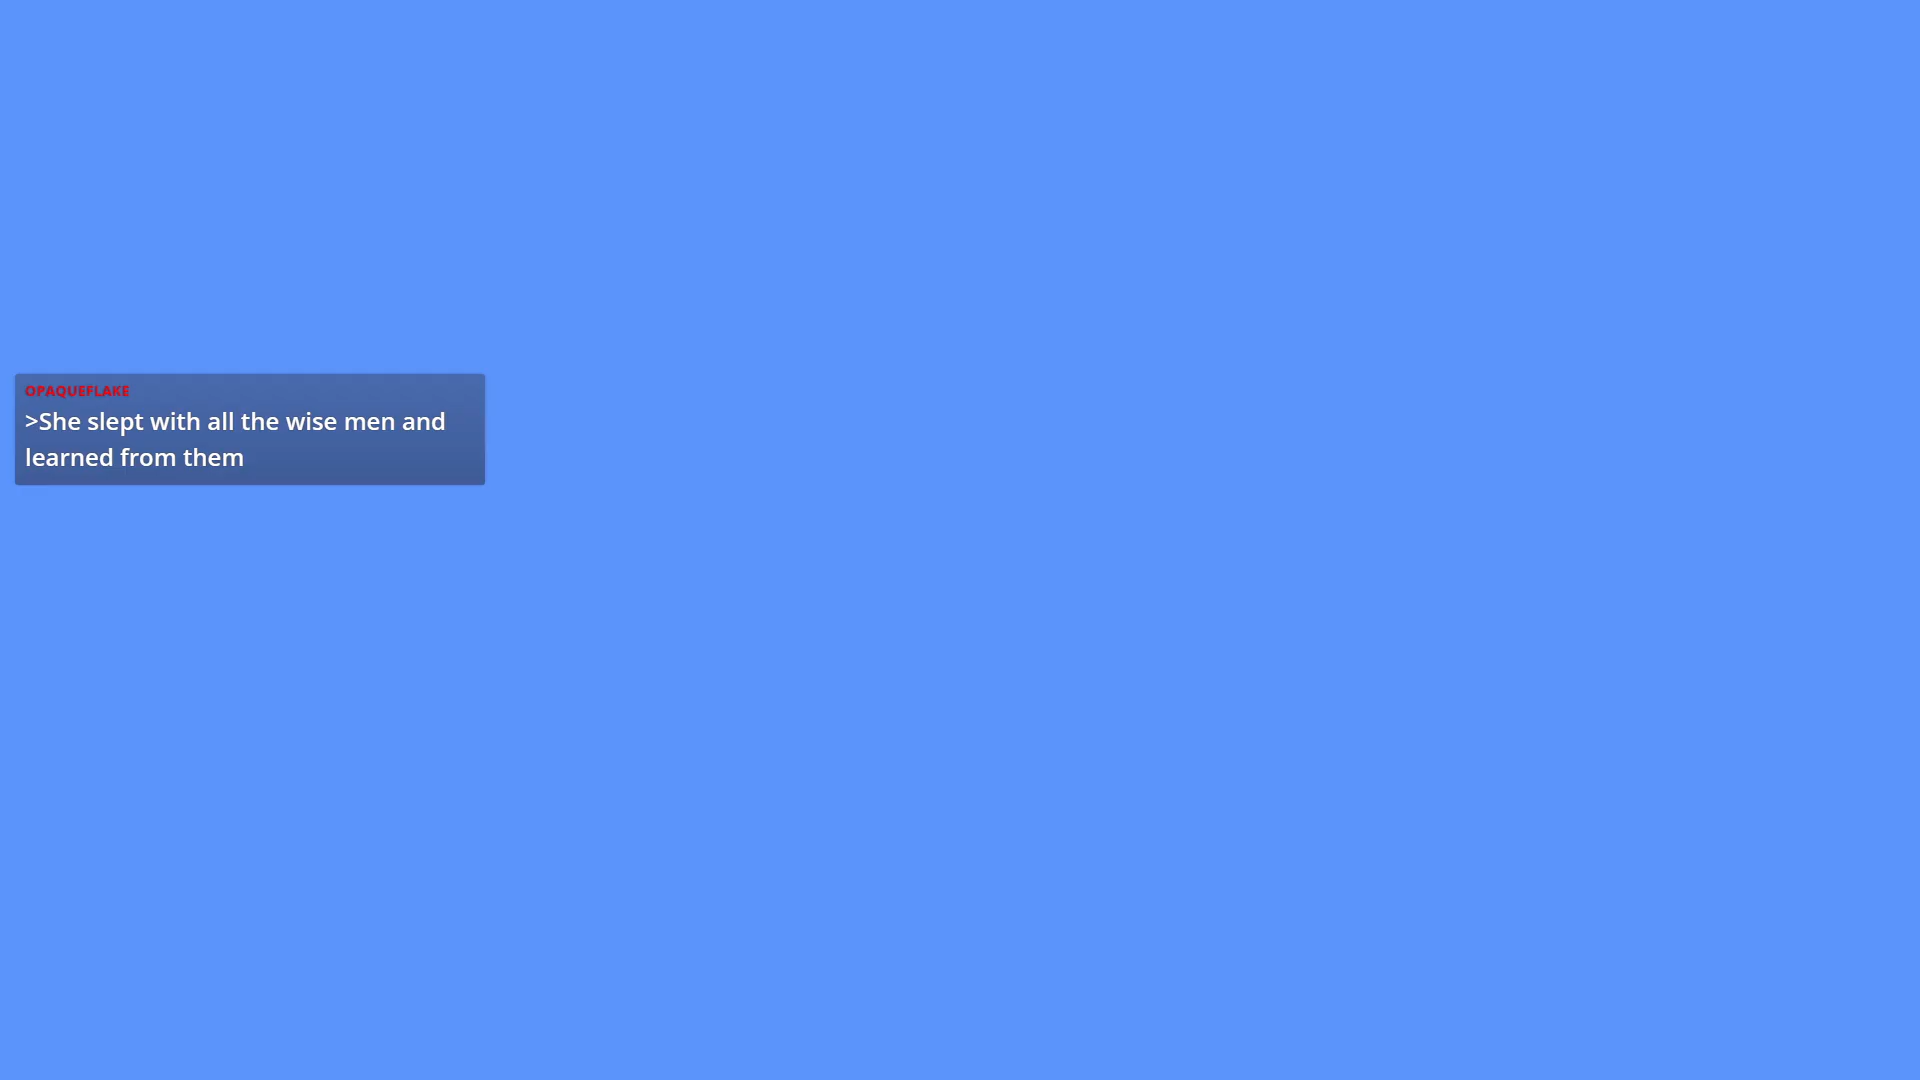 OPAQUEFLAKE
>She slept with all the wise men and
learned from them